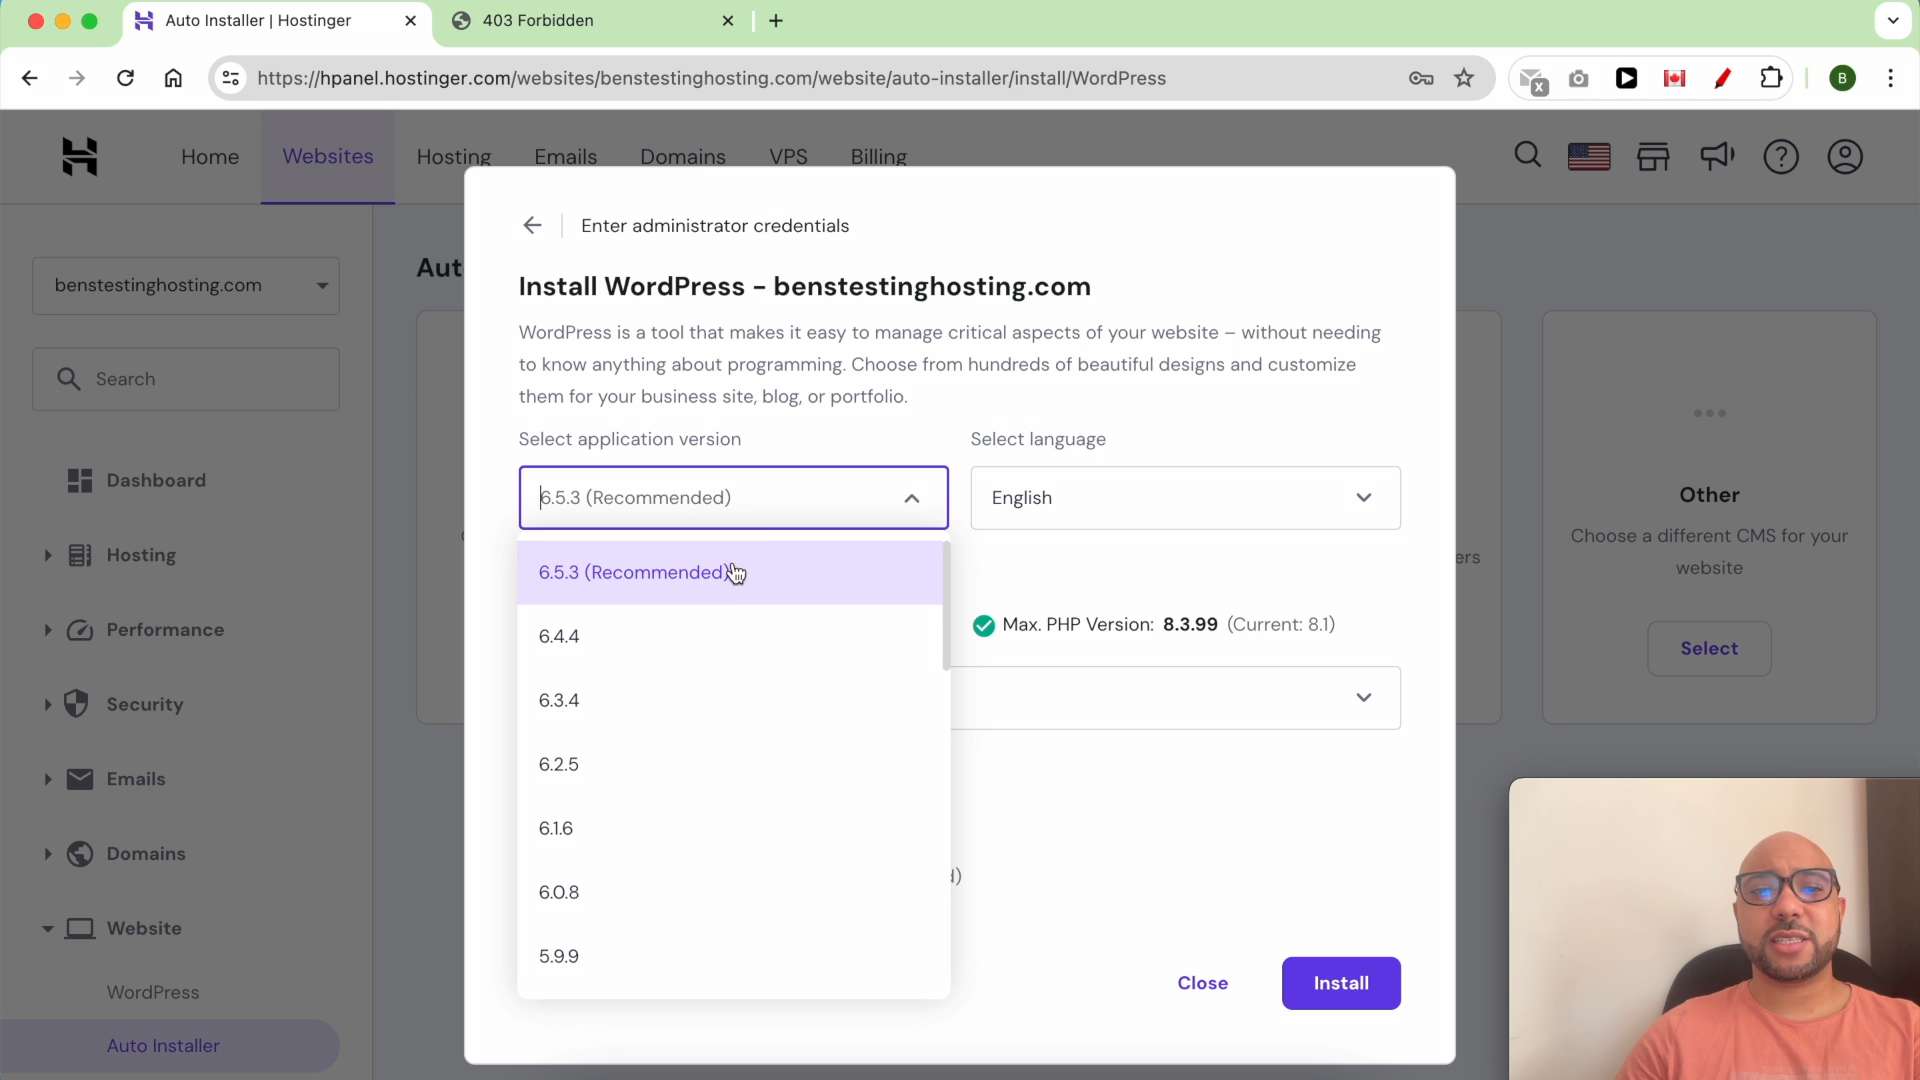 Auto Installer | Hostinger
403 Forbidden
https://hpanel.hostinger.com/websites/benstestinghosting.com/website/auto-installer/install/WordPress
B
Home
Websites
Hosting
Emails
Domains
VPS
Billing
benstestinghosting.com
Search
Dashboard
Hosting
Performance
Security
Emails
Domains
Website
WordPress
Auto Installer
Aut
Enter administrator credentials
Install WordPress – benstestinghosting.com
WordPress is a tool that makes it easy to manage critical aspects of your website – without needing
to know anything about programming. Choose from hundreds of beautiful designs and customize
them for your business site, blog, or portfolio.
Select application version
Select language
6.5.3 (Recommended)
English
6.5.3 (Recommended)
6.4.4
6.3.4
6.2.5
6.1.6
6.0.8
5.9.9
Max. PHP Version: 8.3.99 (Current: 8.1)
d)
Close
Install
ers
Other
Choose a different CMS for your
website
Select